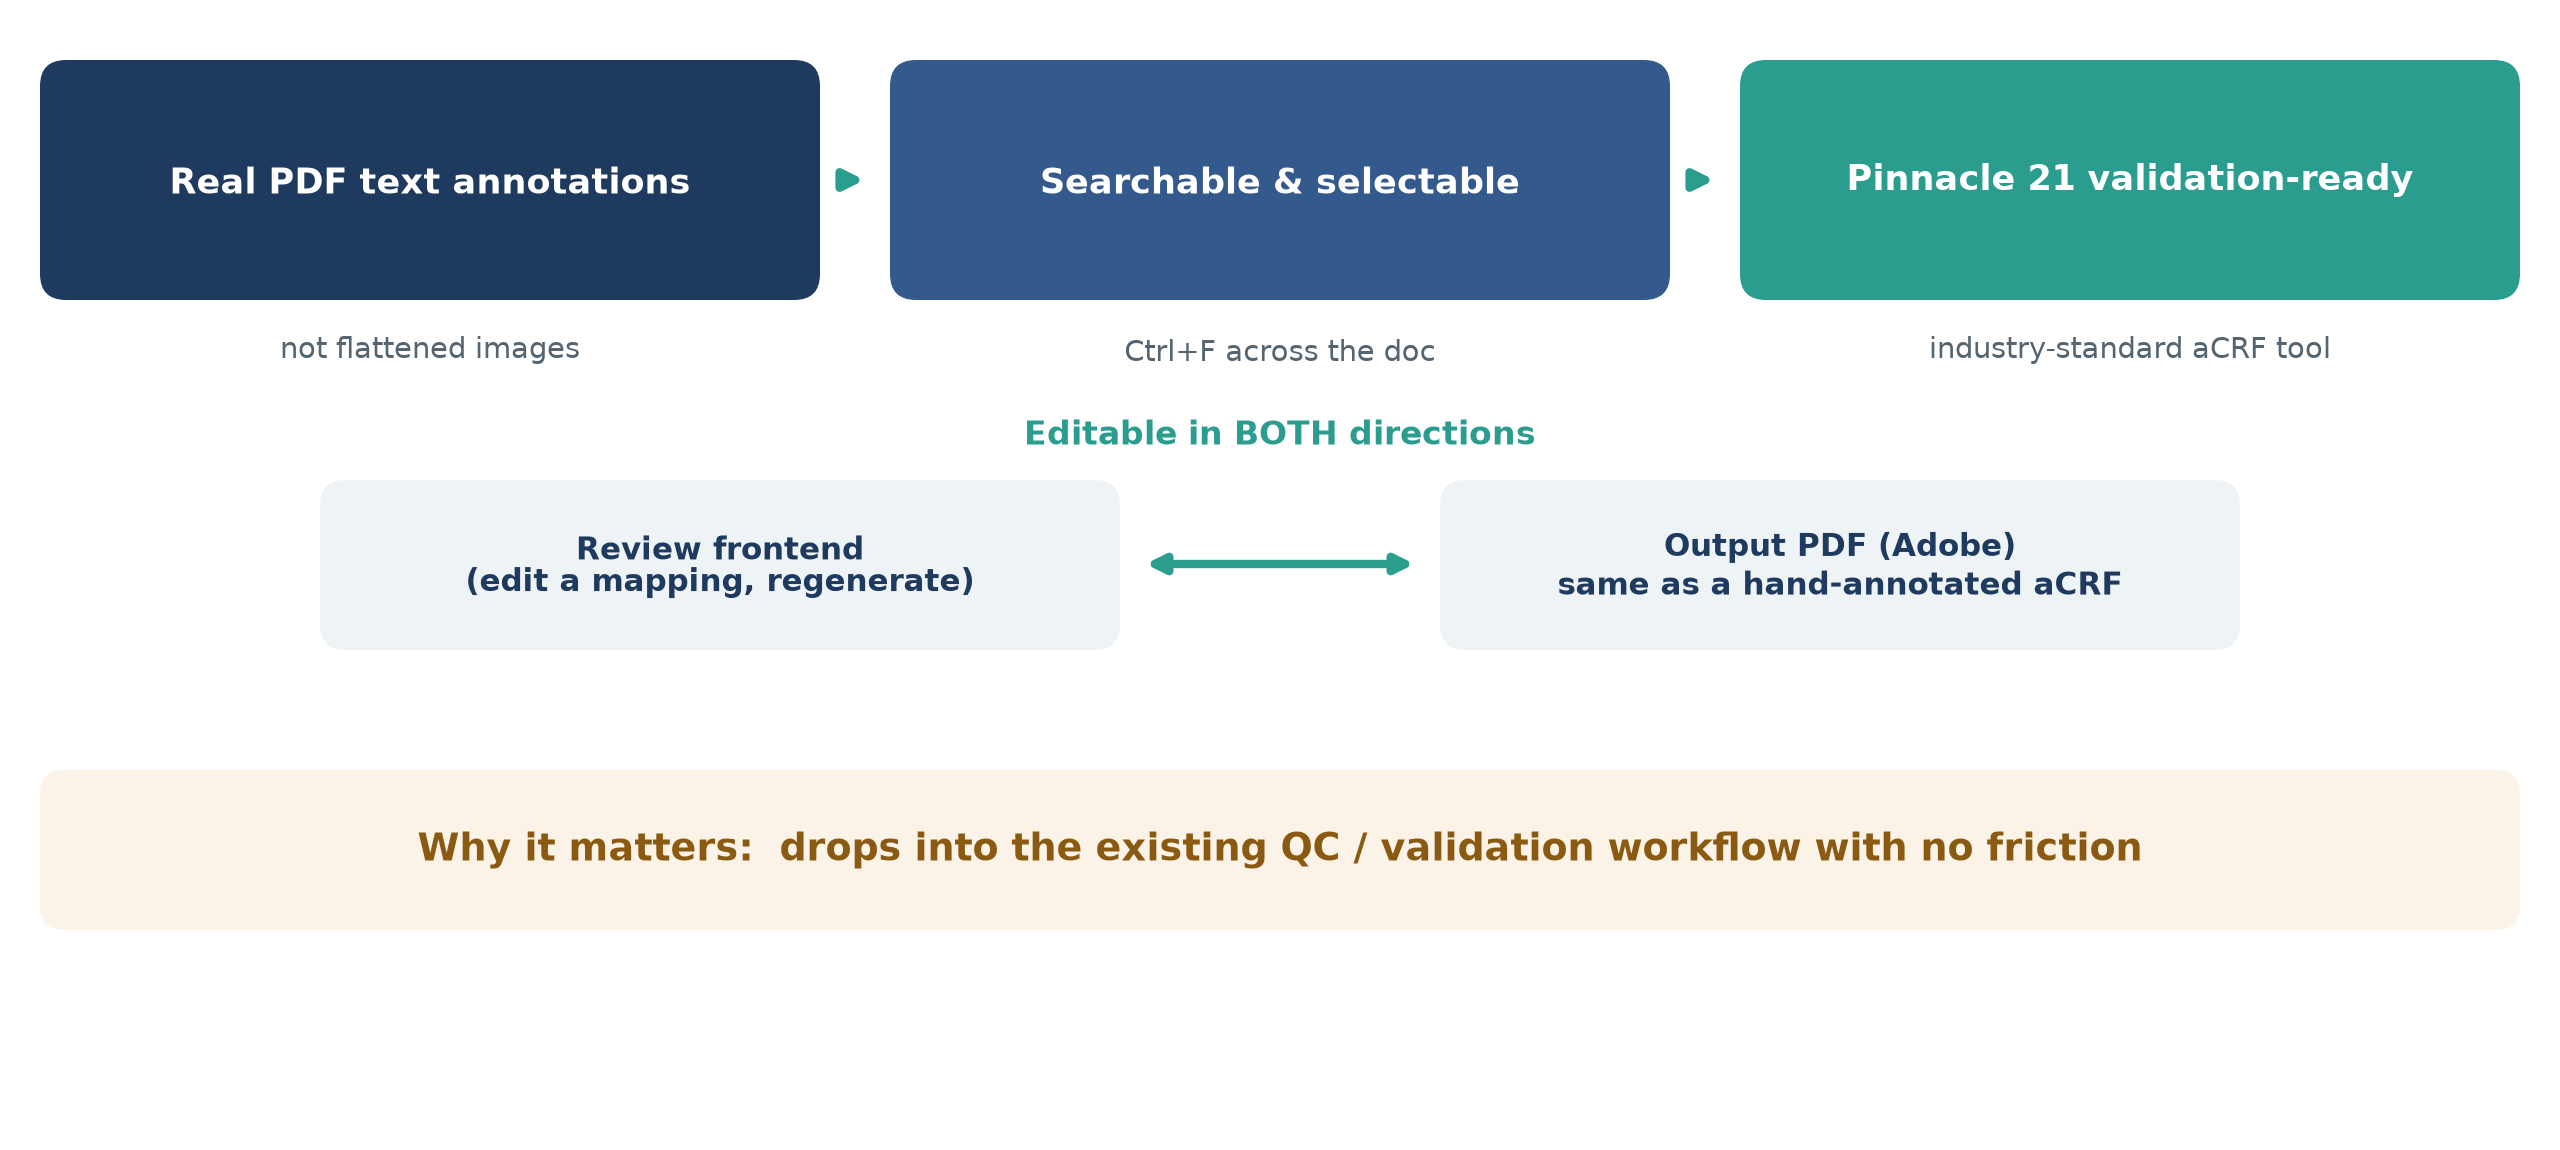 Real PDF text annotations
Searchable & selectable
Pinnacle 21 validation-ready
not flattened images
Ctrl+F across the doc
industry-standard aCRF tool
Editable in BOTH directions
Review frontend
(edit a mapping, regenerate)
Output PDF (Adobe)
same as a hand-annotated aCRF
Why it matters:  drops into the existing QC / validation workflow with no friction